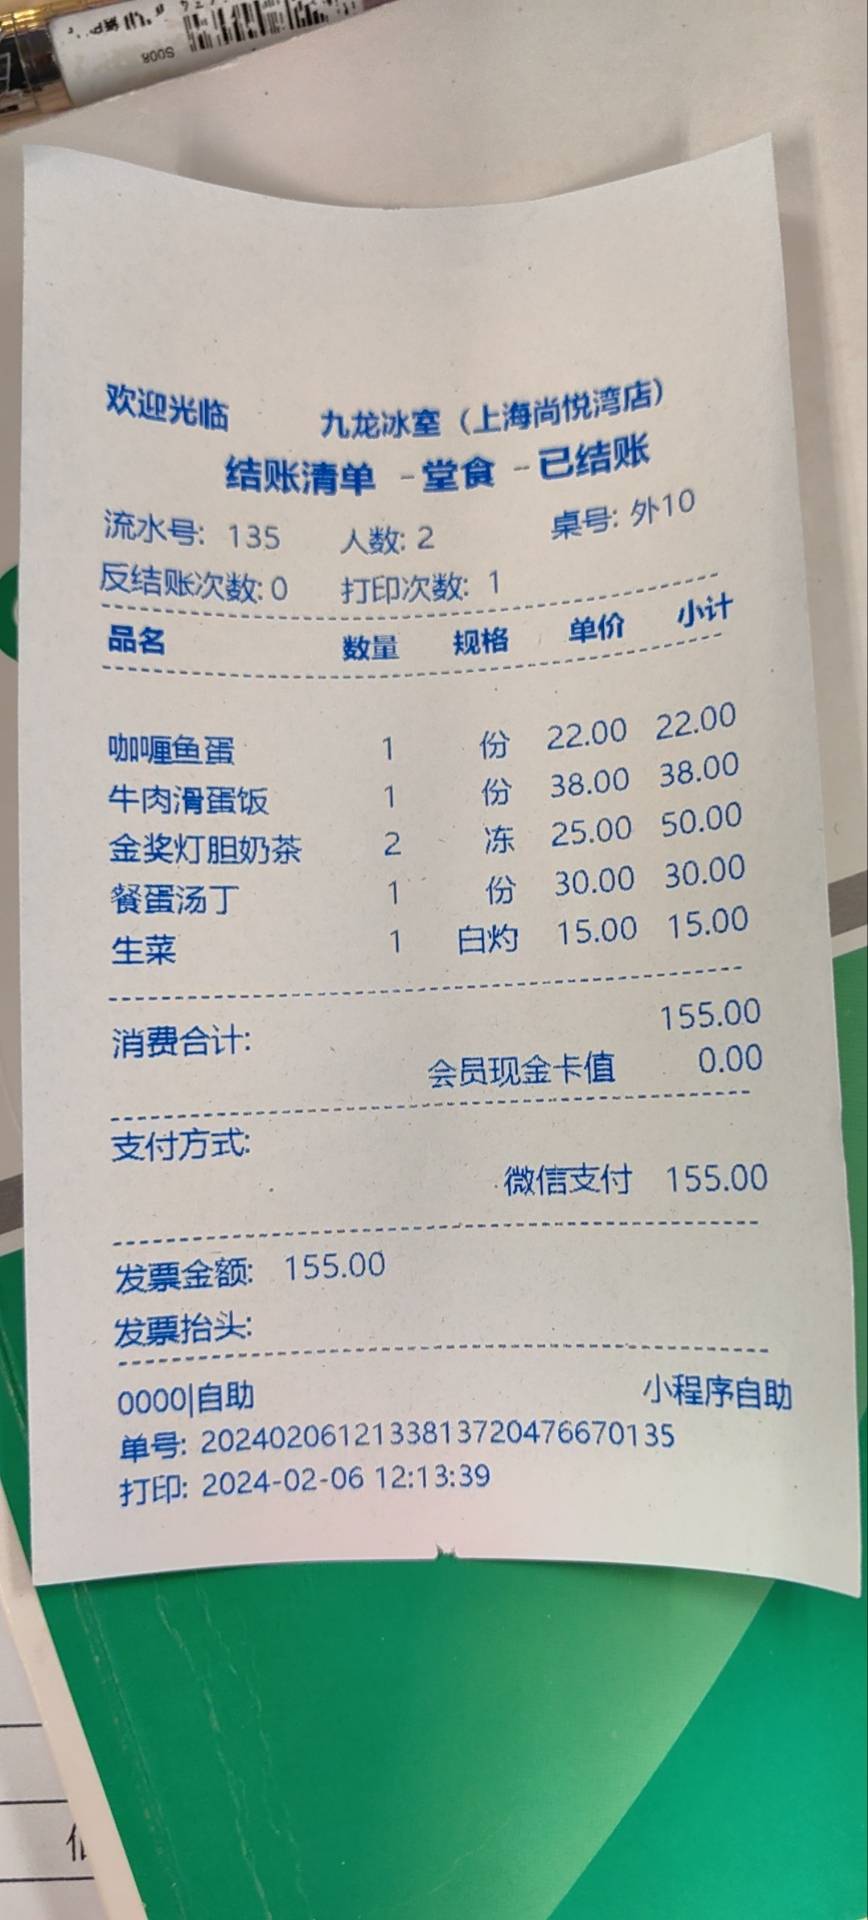 S008
欢迎光临 九龙冰室（上海尚悦湾店）
结账清单 -堂食 -已结账
流水号: 135 人数: 2 桌号: 外10
反结账次数: 0 打印次数: 1
品名 数量 规格 单价 小计
咖喱鱼蛋 1 份 22.00 22.00
牛肉滑蛋饭 1 份 38.00 38.00
金奖灯胆奶茶 2 冻 25.00 50.00
餐蛋汤丁 1 份 30.00 30.00
生菜 1 白灼 15.00 15.00
消费合计: 155.00
会员现金卡值 0.00
支付方式:
微信支付 155.00
发票金额: 155.00
发票抬头:
0000|自助 小程序自助
单号: 2024020612133813720476670135
打印: 2024-02-06 12:13:39